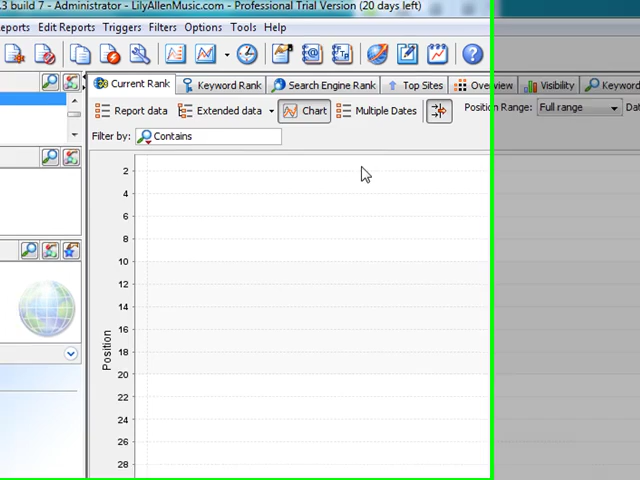 .3 build 7 - Administrator - LilyAllenMusic.com - Professional Trial Version (20 days left)
eports Edit Reports Triggers Filters Options Tools Help
Current Rank Keyword Rank Search Engine Rank Top Sites Overview Visibility Keyword
Report data Extended data Chart Multiple Dates Position Range: Full range Dat
Filter by: Contains
2
4
6
8
10
12
14
16
18
20
22
24
26
28
Position